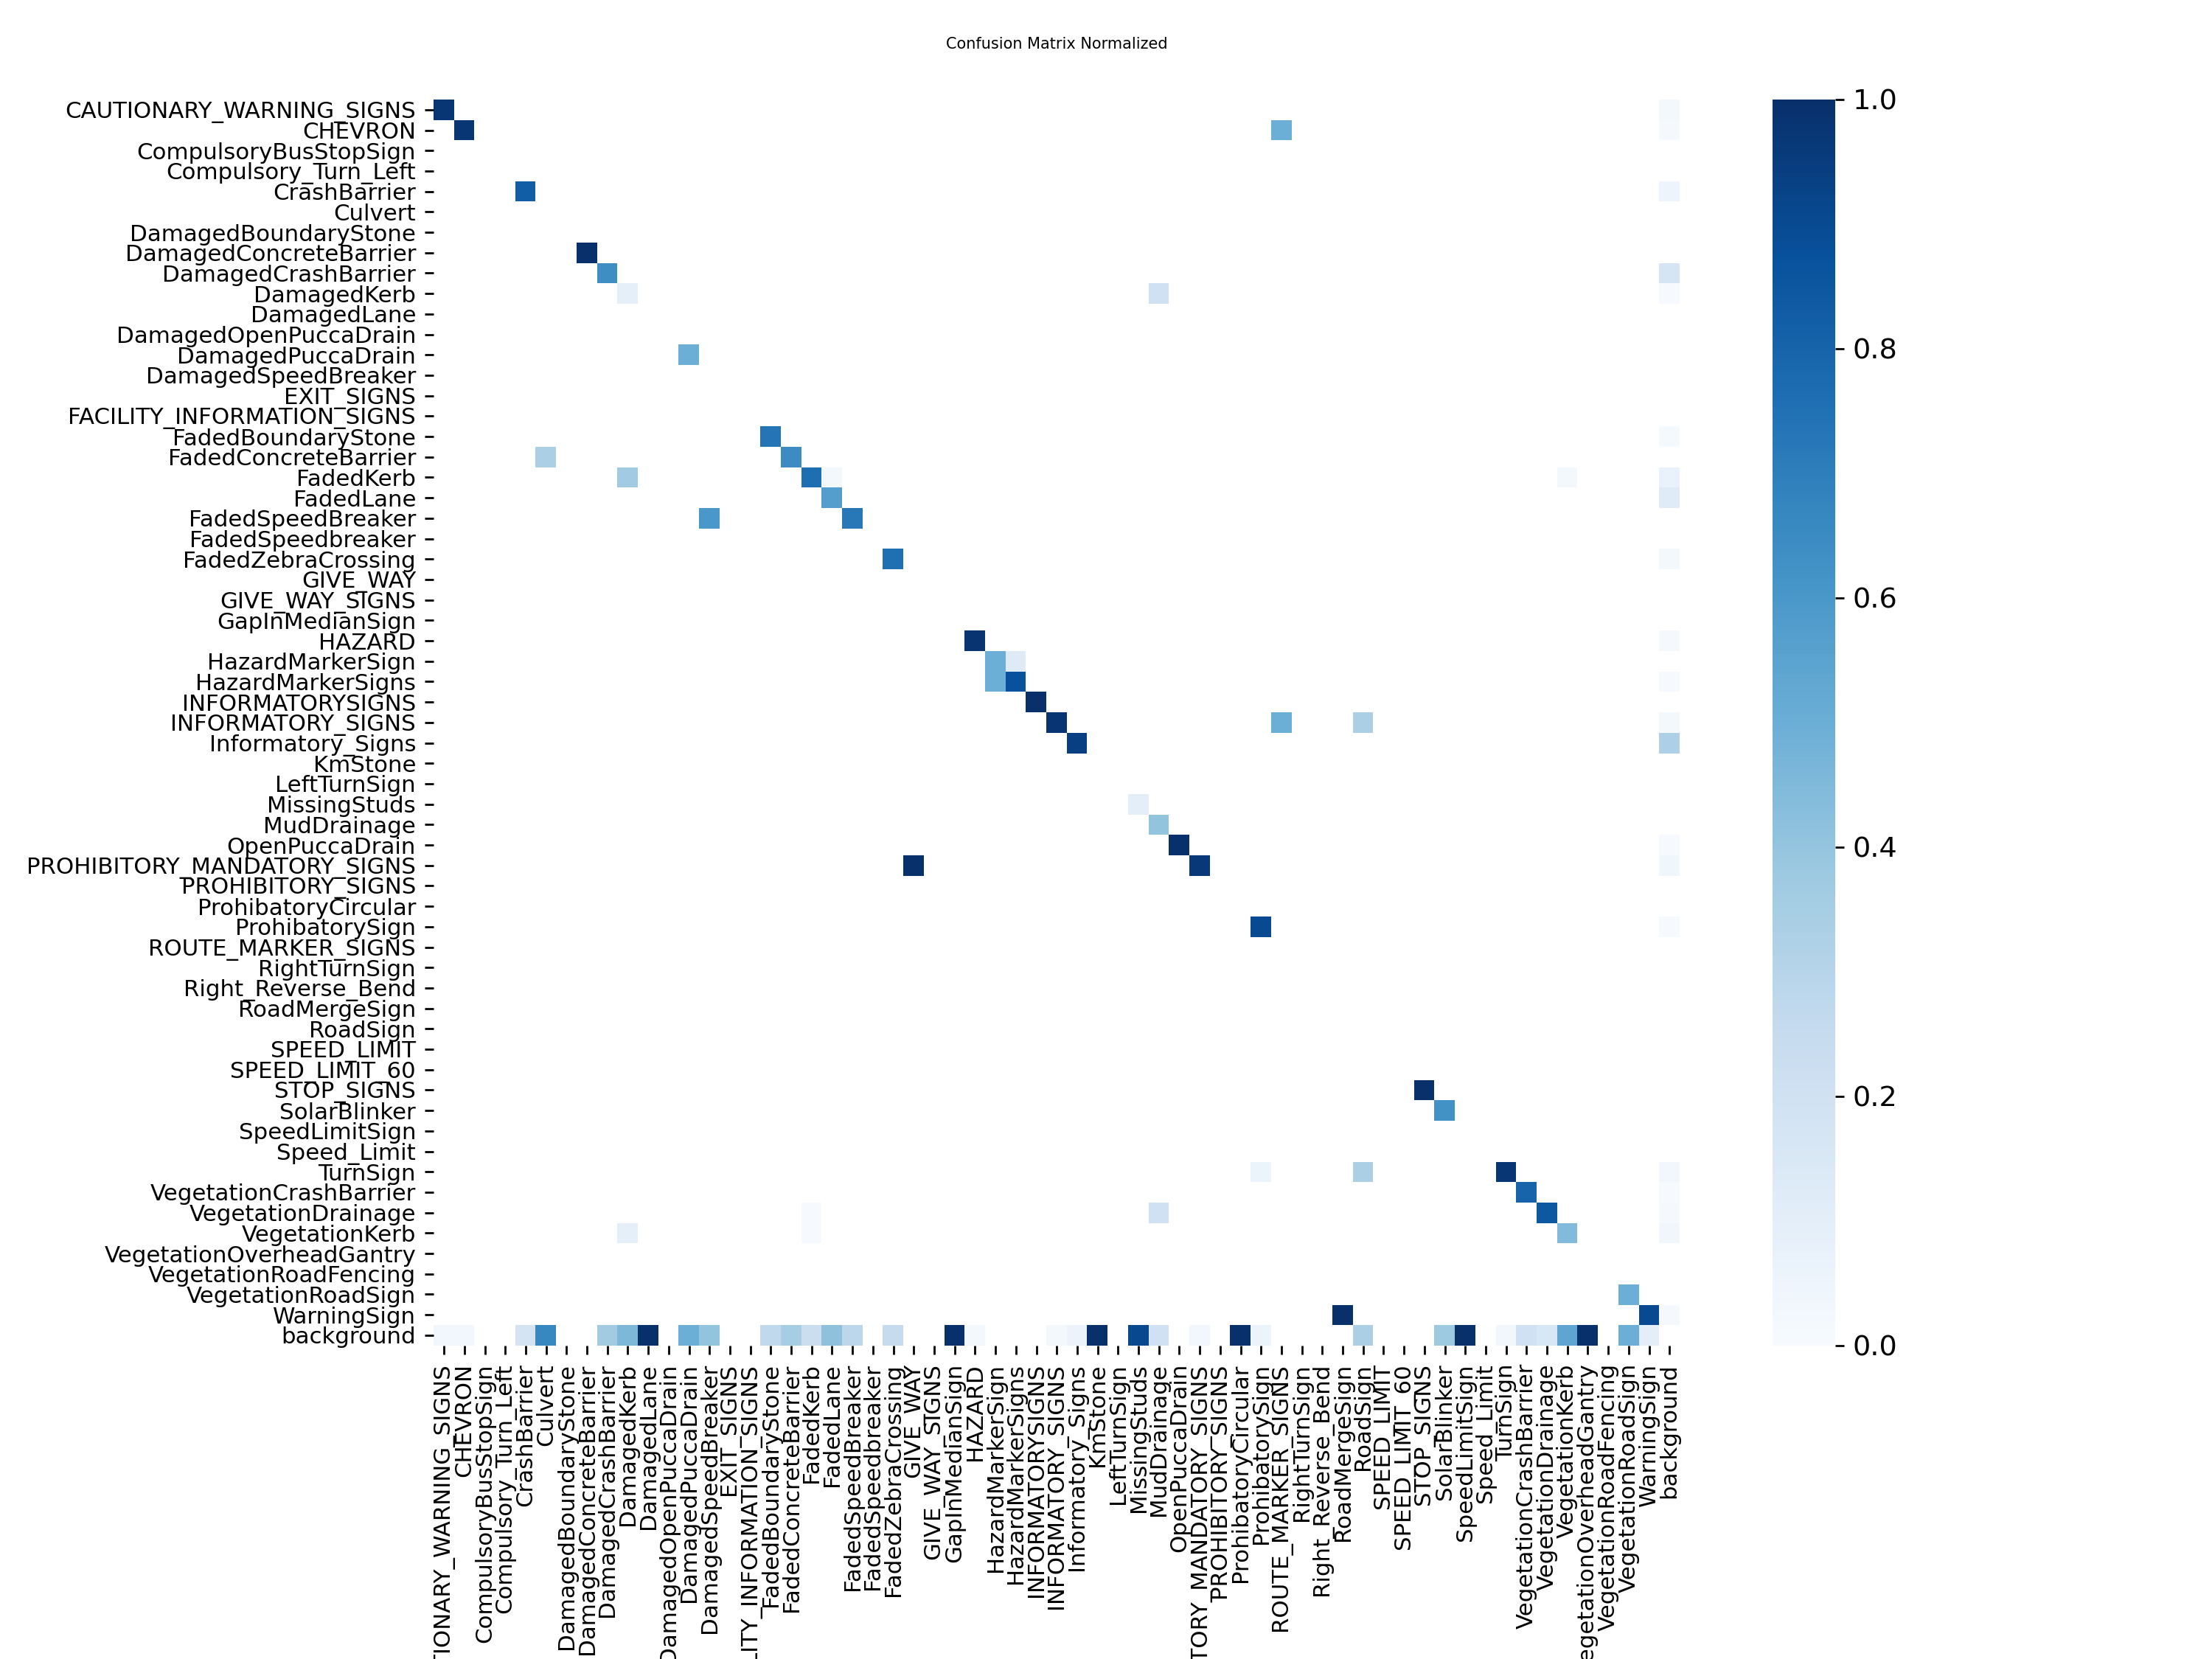 Confusion Matrix Normalized
CAUTIONARY_WARNING_SIGNS
CHEVRON
CompulsoryBusStopSign
Compulsory_Turn_Left
CrashBarrier
Culvert
DamagedBoundaryStone
DamagedConcreteBarrier
DamagedCrashBarrier
DamagedKerb
DamagedLane
DamagedOpenPuccaDrain
DamagedPuccaDrain
DamagedSpeedBreaker
EXIT_SIGNS
FACILITY_INFORMATION_SIGNS
FadedBoundaryStone
FadedConcreteBarrier
FadedKerb
FadedLane
FadedSpeedBreaker
FadedSpeedbreaker
FadedZebraCrossing
GIVE_WAY
GIVE_WAY_SIGNS
GapInMedianSign
HAZARD
HazardMarkerSign
HazardMarkerSigns
INFORMATORYSIGNS
INFORMATORY_SIGNS
Informatory_Signs
KmStone
LeftTurnSign
MissingStuds
MudDrainage
OpenPuccaDrain
PROHIBITORY_MANDATORY_SIGNS
PROHIBITORY_SIGNS
ProhibatoryCircular
ProhibatorySign
ROUTE_MARKER_SIGNS
RightTurnSign
Right_Reverse_Bend
RoadMergeSign
RoadSign
SPEED_LIMIT
SPEED_LIMIT_60
STOP_SIGNS
SolarBlinker
SpeedLimitSign
Speed_Limit
TurnSign
VegetationCrashBarrier
VegetationDrainage
VegetationKerb
VegetationOverheadGantry
VegetationRoadFencing
VegetationRoadSign
WarningSign
background
TIONARY_WARNING_SIGNS
CHEVRON
CompulsoryBusStopSign
Compulsory_Turn_Left
CrashBarrier
Culvert
DamagedBoundaryStone
DamagedConcreteBarrier
DamagedCrashBarrier
DamagedKerb
DamagedLane
DamagedOpenPuccaDrain
DamagedPuccaDrain
DamagedSpeedBreaker
EXIT_SIGNS
LITY_INFORMATION_SIGNS
FadedBoundaryStone
FadedConcreteBarrier
FadedKerb
FadedLane
FadedSpeedBreaker
FadedSpeedbreaker
FadedZebraCrossing
GIVE_WAY
GIVE_WAY_SIGNS
GapInMedianSign
HAZARD
HazardMarkerSign
HazardMarkerSigns
INFORMATORYSIGNS
INFORMATORY_SIGNS
Informatory_Signs
KmStone
LeftTurnSign
MissingStuds
MudDrainage
OpenPuccaDrain
TORY_MANDATORY_SIGNS
PROHIBITORY_SIGNS
ProhibatoryCircular
ProhibatorySign
ROUTE_MARKER_SIGNS
RightTurnSign
Right_Reverse_Bend
RoadMergeSign
RoadSign
SPEED_LIMIT
SPEED_LIMIT_60
STOP_SIGNS
SolarBlinker
SpeedLimitSign
Speed_Limit
TurnSign
VegetationCrashBarrier
VegetationDrainage
VegetationKerb
egetationOverheadGantry
VegetationRoadFencing
VegetationRoadSign
WarningSign
background
1.0
0.8
0.6
0.4
0.2
0.0